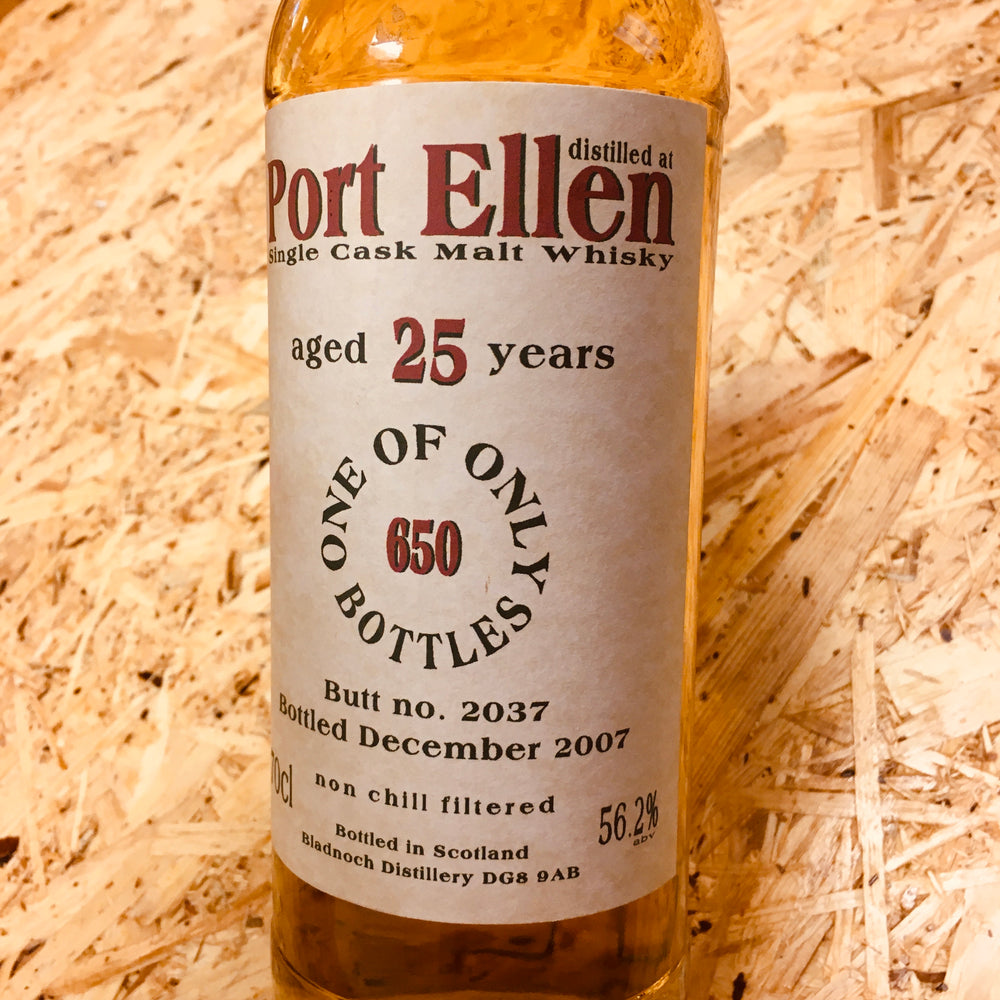 distilled at
Port Ellen
Single Cask Malt Whisky
aged 25 years
ONE OF ONLY
650
BOTTLES
Butt no. 2037
Bottled December 2007
70cl
non chill filtered
56.2%
abv
Bottled in Scotland
Bladnoch Distillery DG8 9AB